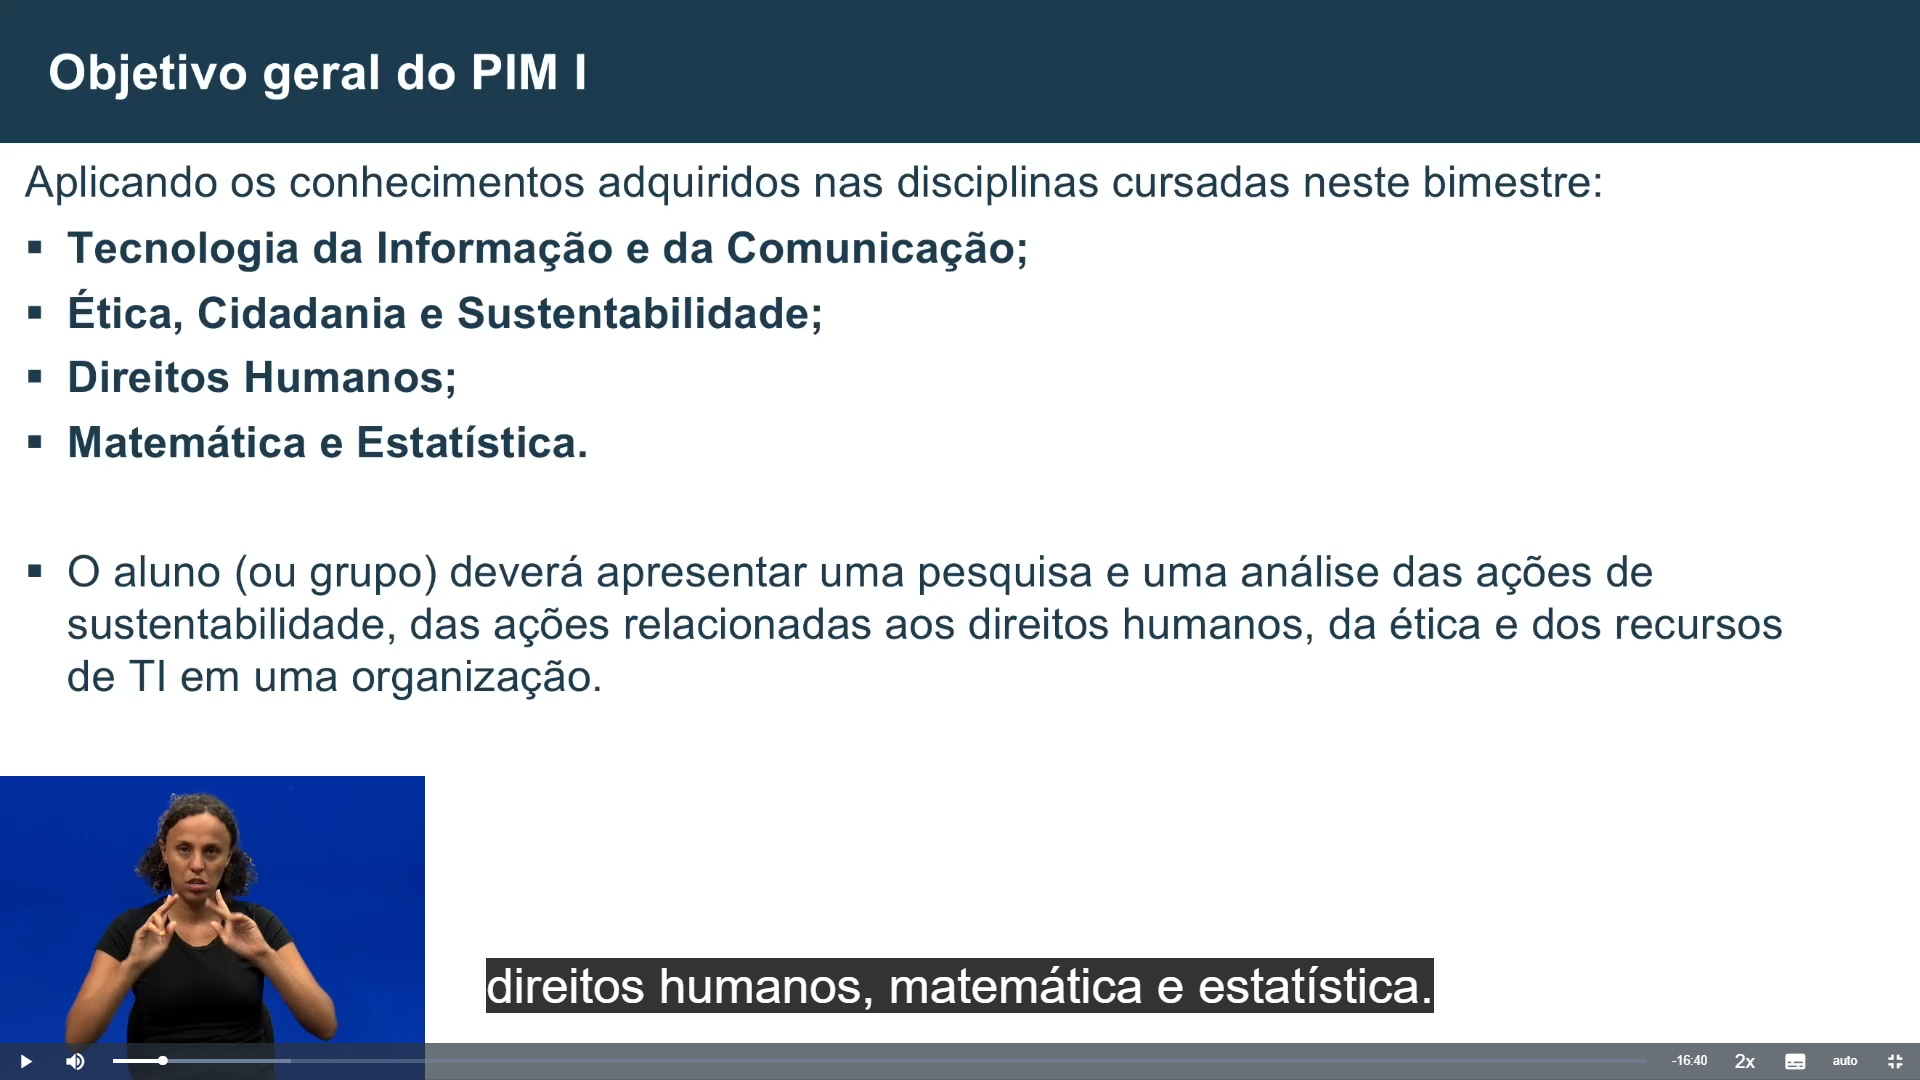 Objetivo geral do PIM I
Aplicando os conhecimentos adquiridos nas disciplinas cursadas neste bimestre:
▪ Tecnologia da Informação e da Comunicação;
▪ Ética, Cidadania e Sustentabilidade;
▪ Direitos Humanos;
▪ Matemática e Estatística.
▪ O aluno (ou grupo) deverá apresentar uma pesquisa e uma análise das ações de
sustentabilidade, das ações relacionadas aos direitos humanos, da ética e dos recursos
de TI em uma organização.
direitos humanos, matemática e estatística.
-16:40 2x auto